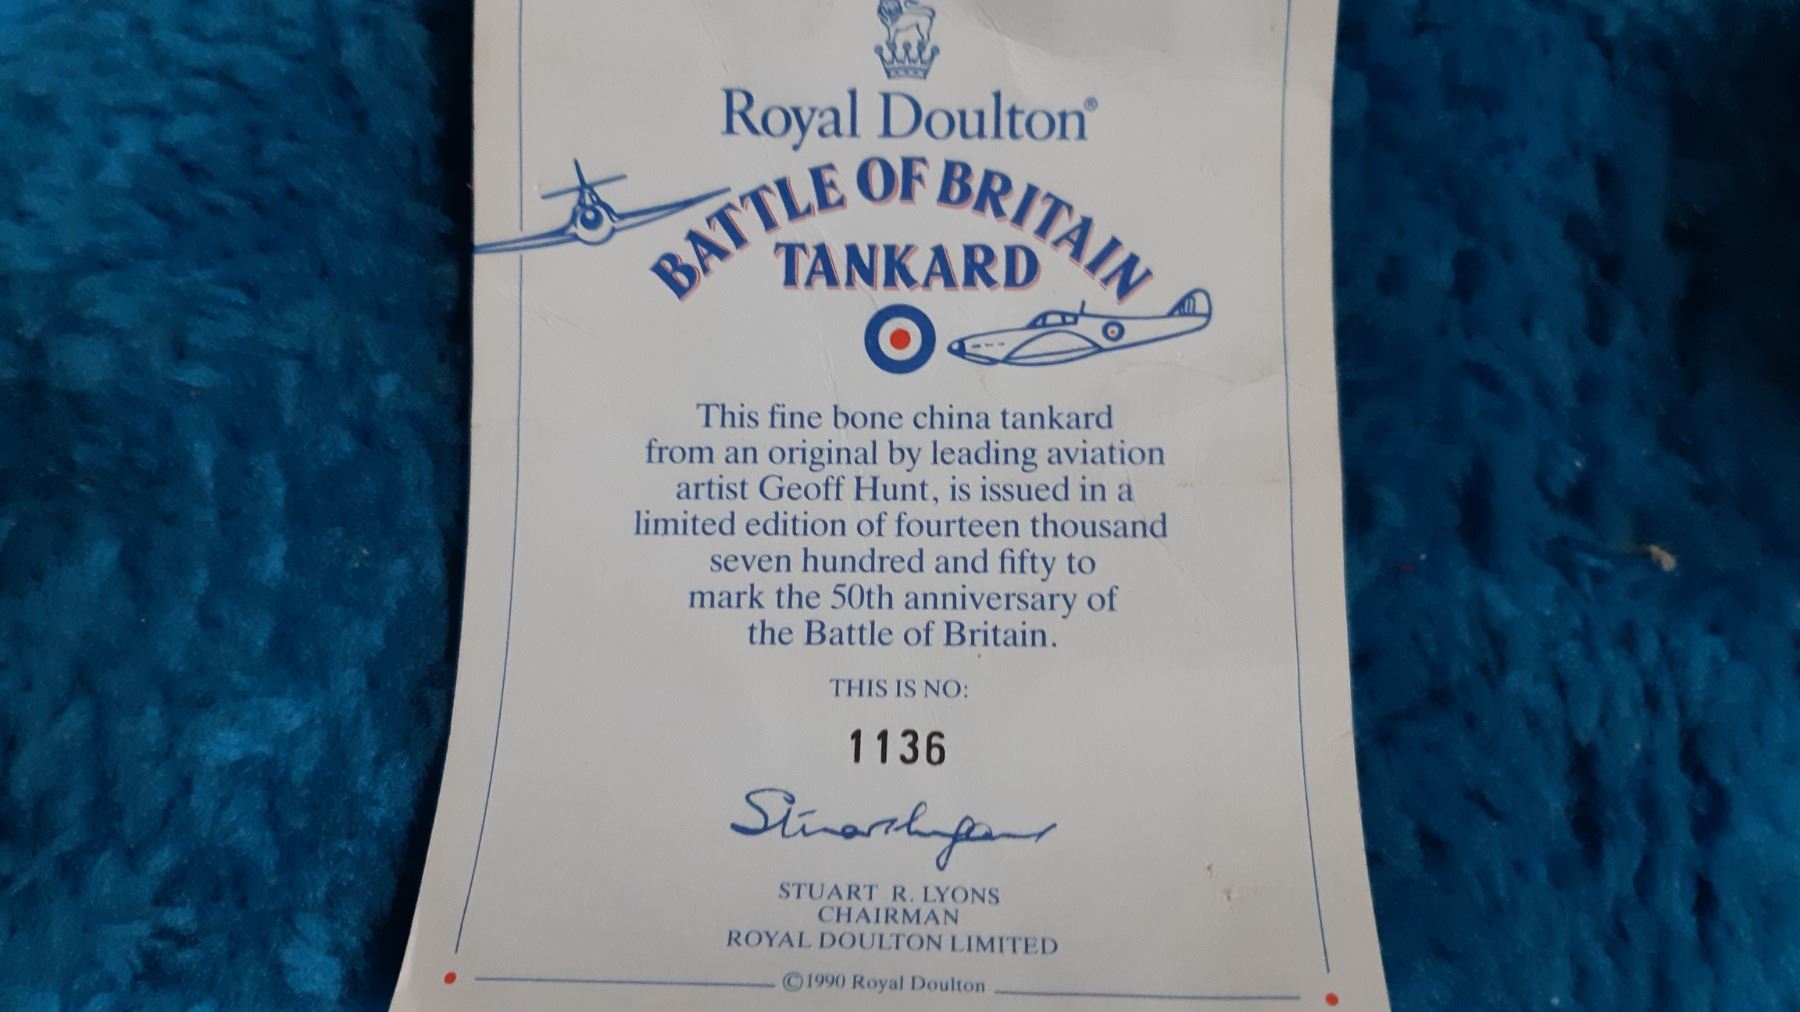 Royal Doulton®
BATTLE OF BRITAIN
TANKARD
This fine bone china tankard
from an original by leading aviation
artist Geoff Hunt, is issued in a
limited edition of fourteen thousand
seven hundred and fifty to
mark the 50th anniversary of
the Battle of Britain.
THIS IS NO:
1136
STUART R. LYONS
CHAIRMAN
ROYAL DOULTON LIMITED
©1990 Royal Doulton